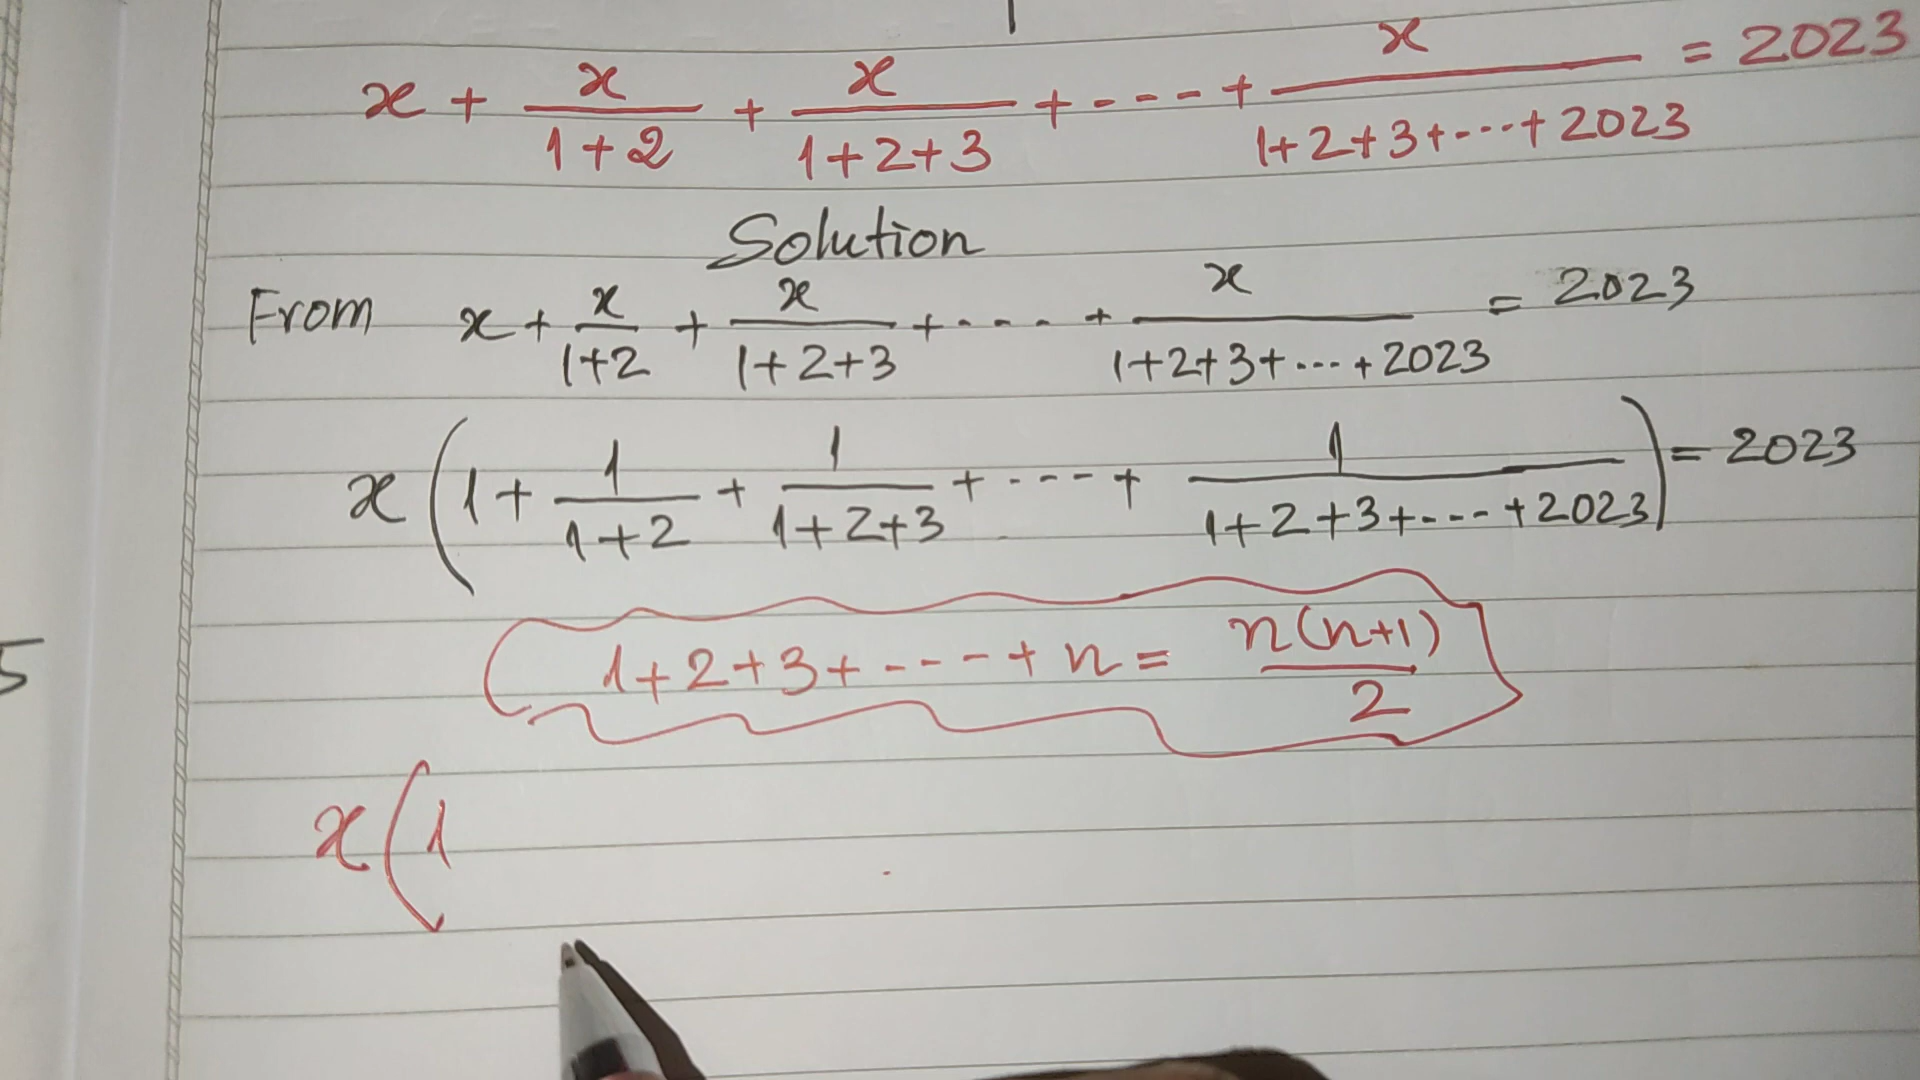 x + x/(1+2) + x/(1+2+3) + ---- + x/(1+2+3+---+2023) = 2023
Solution
From x + x/(1+2) + x/(1+2+3) + ---- + x/(1+2+3+---+2023) = 2023
x(1 + 1/(1+2) + 1/(1+2+3) + ---- + 1/(1+2+3+---+2023)) = 2023
1+2+3+----+n = n(n+1)/2
5
x(1